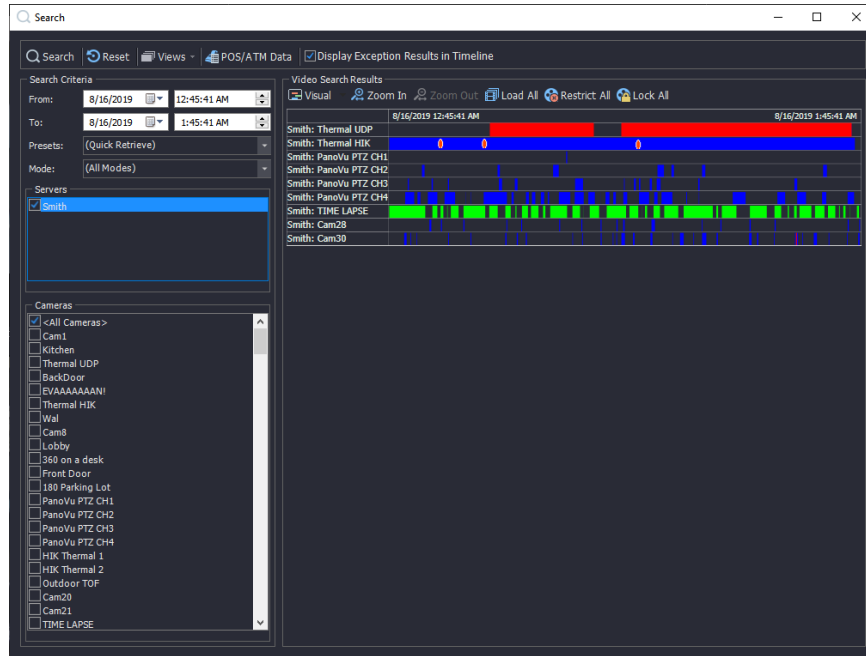 Search
Search Reset Views POS/ATM Data Display Exception Results in Timeline
Search Criteria
From: 8/16/2019 12:45:41 AM
To: 8/16/2019 1:45:41 AM
Presets: (Quick Retrieve)
Mode: (All Modes)
Servers
Smith
Cameras
<All Cameras>
Cam1
Kitchen
Thermal UDP
BackDoor
EVAAAAAAN!
Thermal HIK
Wal
Cam8
Lobby
360 on a desk
Front Door
180 Parking Lot
PanoVu PTZ CH1
PanoVu PTZ CH2
PanoVu PTZ CH3
PanoVu PTZ CH4
HIK Thermal 1
HIK Thermal 2
Outdoor TOF
Cam20
Cam21
TIME LAPSE
Video Search Results
Visual Zoom In Zoom Out Load All Restrict All Lock All
8/16/2019 12:45:41 AM 8/16/2019 1:45:41 AM
Smith: Thermal UDP
Smith: Thermal HIK
Smith: PanoVu PTZ CH1
Smith: PanoVu PTZ CH2
Smith: PanoVu PTZ CH3
Smith: PanoVu PTZ CH4
Smith: TIME LAPSE
Smith: Cam28
Smith: Cam30